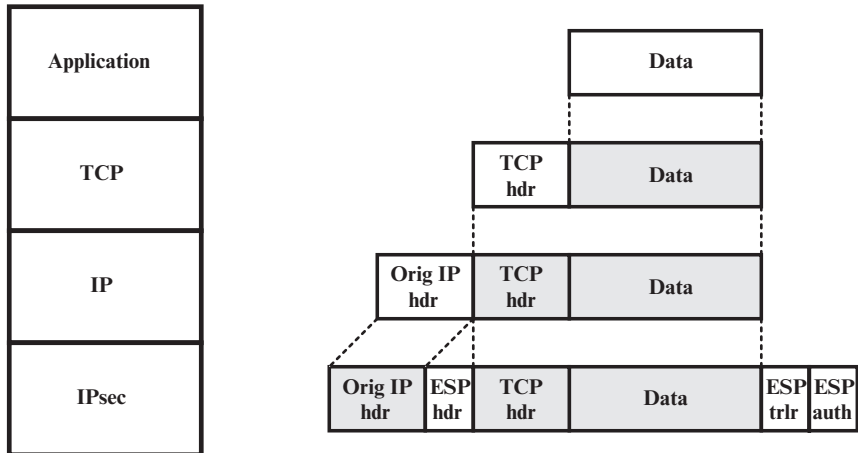 Application
Data
TCP
TCP
hdr
Data
IP
Orig IP
hdr
TCP
hdr
Data
IPsec
Orig IP
hdr
ESP
hdr
TCP
hdr
Data
ESP
trlr
ESP
auth